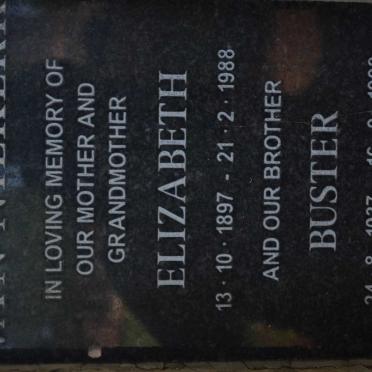 IN LOVING MEMORY OF
OUR MOTHER AND
GRANDMOTHER
ELIZABETH
13 · 10 · 1897 - 21 · 2 · 1988
AND OUR BROTHER
BUSTER